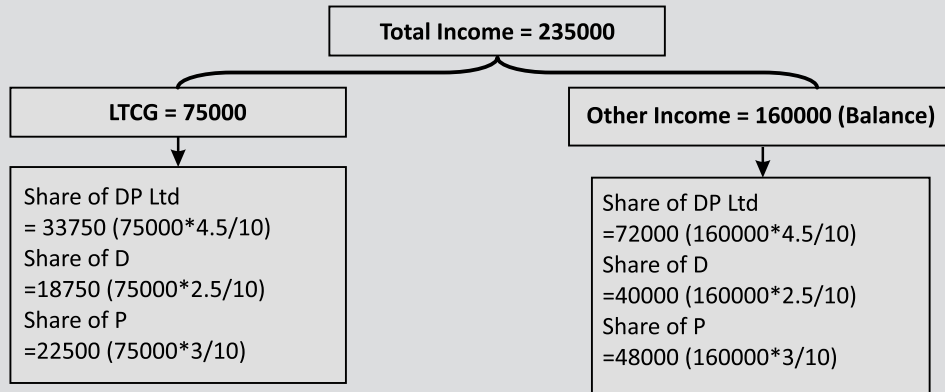 Total Income = 235000
LTCG = 75000
Other Income = 160000 (Balance)
Share of DP Ltd
= 33750 (75000*4.5/10)
Share of D
=18750 (75000*2.5/10)
Share of P
=22500 (75000*3/10)
Share of DP Ltd
=72000 (160000*4.5/10)
Share of D
=40000 (160000*2.5/10)
Share of P
=48000 (160000*3/10)